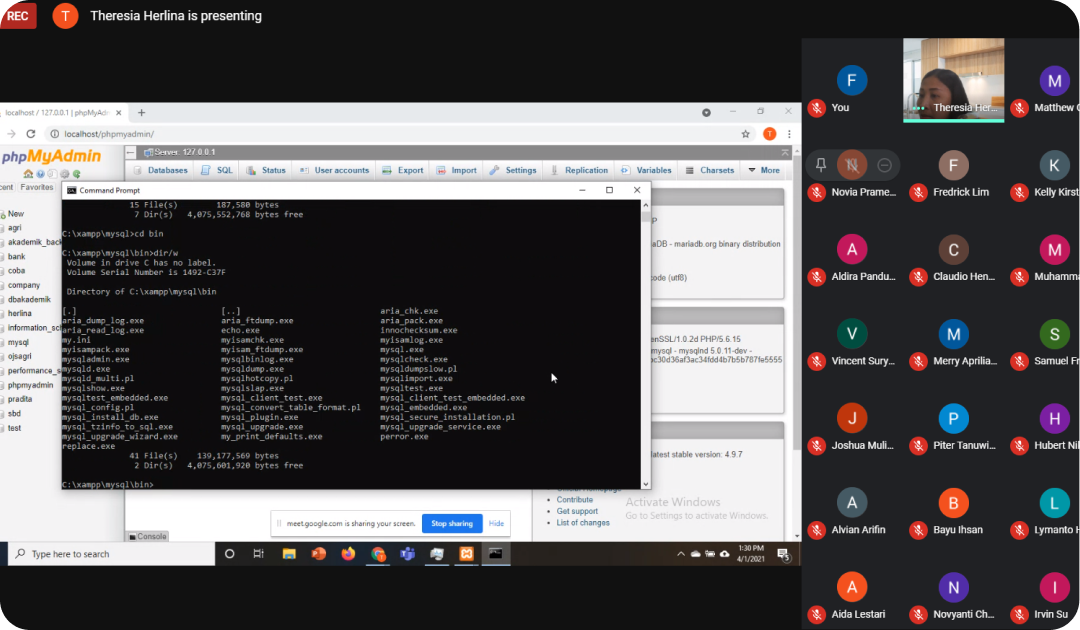 REC
T
Theresia Herlina is presenting
localhost / 127.0.0.1 | phpMyAd
localhost/phpmyadmin/
T
phpMyAdmin
cent Favorites
New
agri
akademik_back
bank
coba
company
dbakademik
herlina
information_sc
mysql
ojsagri
performance_s
phpmyadmin
pradita
sbd
test
Server: 127.0.0.1
Databases SQL Status User accounts Export Import Settings Replication Variables Charsets More
Command Prompt
15 File(s) 187,580 bytes
7 Dir(s) 4,075,552,768 bytes free
C:\xampp\mysql>cd bin
C:\xampp\mysql\bin>dir/w
Volume in drive C has no label.
Volume Serial Number is 1492-C37F
Directory of C:\xampp\mysql\bin
[.] [..] aria_chk.exe
aria_dump_log.exe aria_ftdump.exe aria_pack.exe
aria_read_log.exe echo.exe innochecksum.exe
my.ini myisamchk.exe myisamlog.exe
myisampack.exe myisam_ftdump.exe mysql.exe
mysqladmin.exe mysqlbinlog.exe mysqlcheck.exe
mysqld.exe mysqldump.exe mysqldumpslow.pl
mysqld_multi.pl mysqlhotcopy.pl mysqlimport.exe
mysqlshow.exe mysqlslap.exe mysqltest.exe
mysqltest_embedded.exe mysql_client_test.exe mysql_client_test_embedded.exe
mysql_config.pl mysql_convert_table_format.pl mysql_embedded.exe
mysql_install_db.exe mysql_plugin.exe mysql_secure_installation.pl
mysql_tzinfo_to_sql.exe mysql_upgrade.exe mysql_upgrade_service.exe
mysql_upgrade_wizard.exe my_print_defaults.exe perror.exe
replace.exe
41 File(s) 139,177,569 bytes
2 Dir(s) 4,075,601,920 bytes free
C:\xampp\mysql\bin>
aDB - mariadb.org binary distribution
code (utf8)
enSSL/1.0.2d PHP/5.6.15
mysql - mysqlnd 5.0.11-dev -
ac30d36af3ac34fdd4b7b5b787fe5555
latest stable version: 4.9.7
Contribute
Get support
List of changes
Activate Windows
Go to Settings to activate Windows.
Console
meet.google.com is sharing your screen. Stop sharing Hide
Type here to search
1:30 PM
4/1/2021
F
You
Theresia Her...
M
Matthew
Novia Prame...
F
Fredrick Lim
K
Kelly Kirst
A
Aldira Pandu...
C
Claudio Hen...
M
Muhamma
V
Vincent Sury...
M
Merry Aprilia...
S
Samuel Fr
J
Joshua Muli...
P
Piter Tanuwi...
H
Hubert Nil
A
Alvian Arifin
B
Bayu Ihsan
L
Lymanto H
A
Aida Lestari
N
Novyanti Ch...
I
Irvin Su